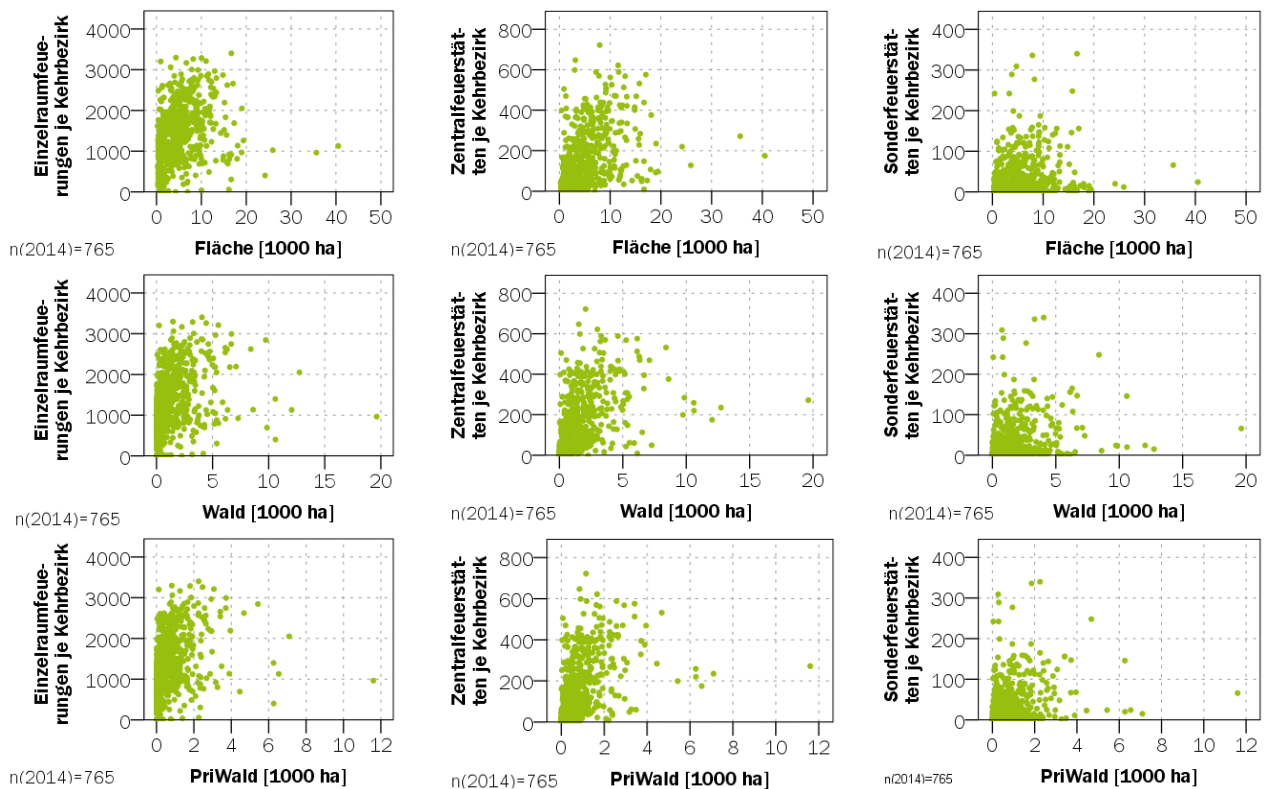 Einzelraumfeue-
rungen je Kehrbezirk
4000
3000
2000
1000
0
0 10 20 30 40 50
n(2014)=765
Fläche [1000 ha]
Zentralfeuerstät-
ten je Kehrbezirk
800
600
400
200
0
0 10 20 30 40 50
n(2014)=765
Fläche [1000 ha]
Sonderfeuerstät-
ten je Kehrbezirk
400
300
200
100
0
0 10 20 30 40 50
n(2014)=765
Fläche [1000 ha]
Einzelraumfeue-
rungen je Kehrbezirk
4000
3000
2000
1000
0
0 5 10 15 20
n(2014)=765
Wald [1000 ha]
Zentralfeuerstät-
ten je Kehrbezirk
800
600
400
200
0
0 5 10 15 20
n(2014)=765
Wald [1000 ha]
Sonderfeuerstät-
ten je Kehrbezirk
400
300
200
100
0
0 5 10 15 20
n(2014)=765
Wald [1000 ha]
Einzelraumfeue-
rungen je Kehrbezirk
4000
3000
2000
1000
0
0 2 4 6 8 10 12
n(2014)=765
PriWald [1000 ha]
Zentralfeuerstät-
ten je Kehrbezirk
800
600
400
200
0
0 2 4 6 8 10 12
n(2014)=765
PriWald [1000 ha]
Sonderfeuerstät-
ten je Kehrbezirk
400
300
200
100
0
0 2 4 6 8 10 12
n(2014)=765
PriWald [1000 ha]